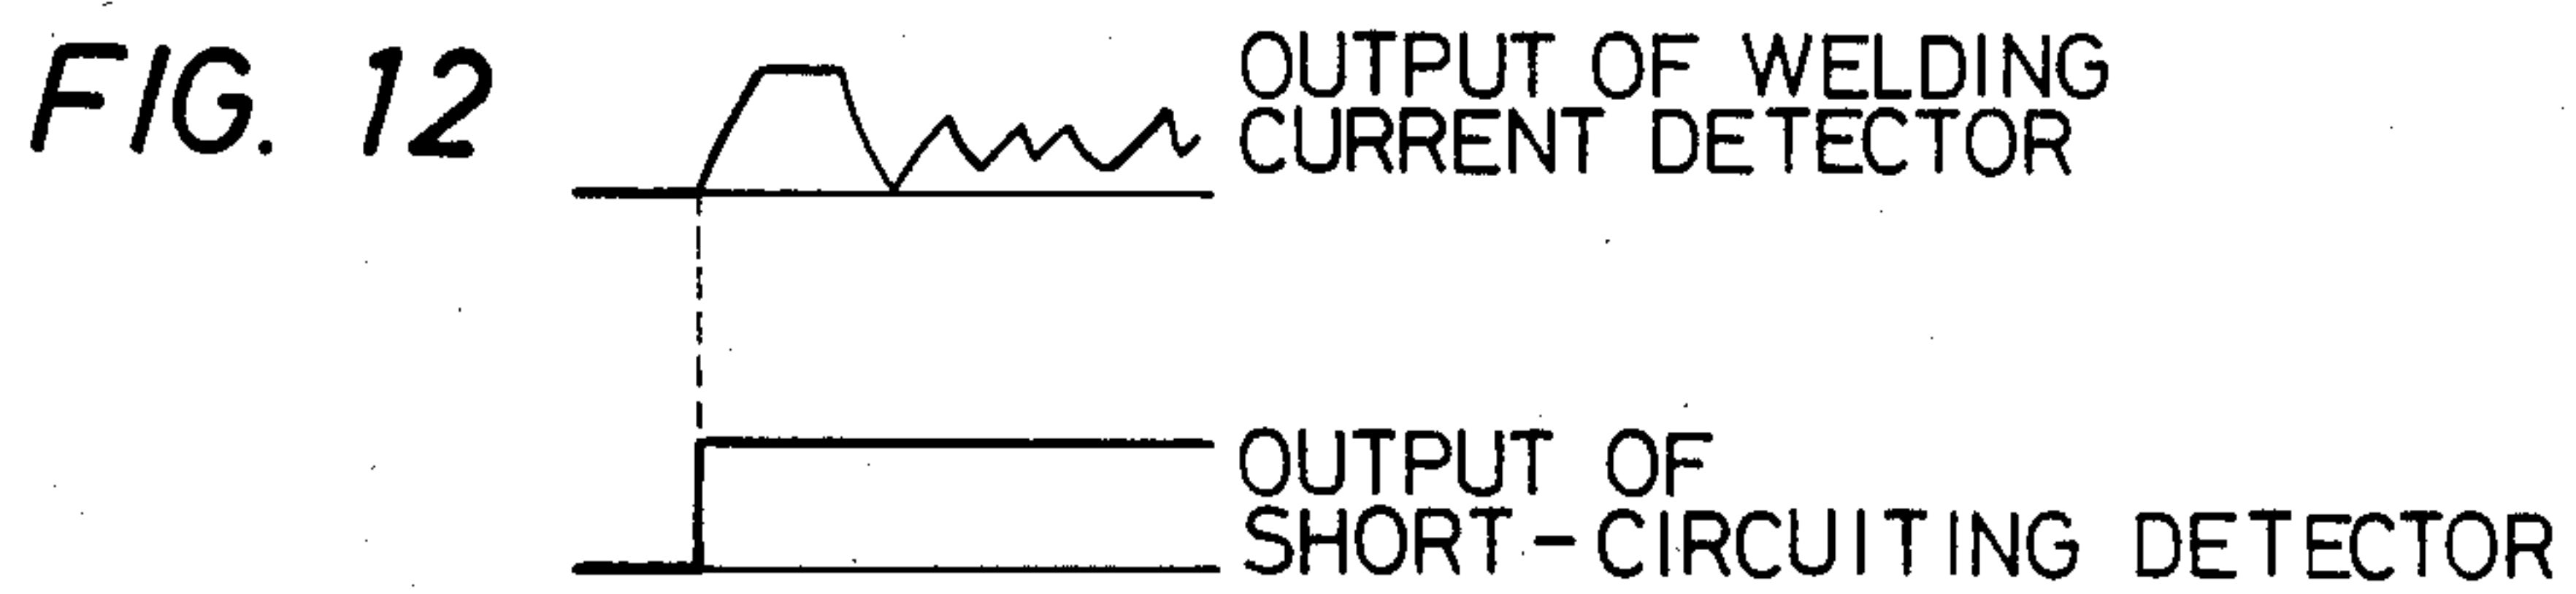 FIG. 12
OUTPUT OF WELDING
CURRENT DETECTOR
OUTPUT OF
SHORT-CIRCUITING DETECTOR